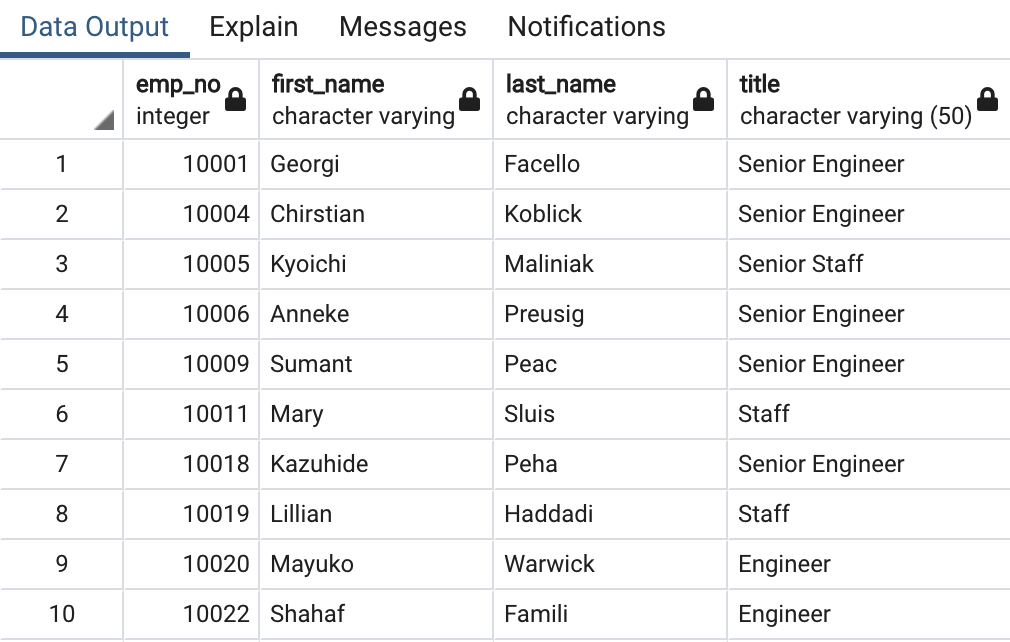 Data Output Explain Messages Notifications
emp_no first_name last_name title
integer character varying character varying character varying (50)
1 10001 Georgi Facello Senior Engineer
2 10004 Chirstian Koblick Senior Engineer
3 10005 Kyoichi Maliniak Senior Staff
4 10006 Anneke Preusig Senior Engineer
5 10009 Sumant Peac Senior Engineer
6 10011 Mary Sluis Staff
7 10018 Kazuhide Peha Senior Engineer
8 10019 Lillian Haddadi Staff
9 10020 Mayuko Warwick Engineer
10 10022 Shahaf Famili Engineer